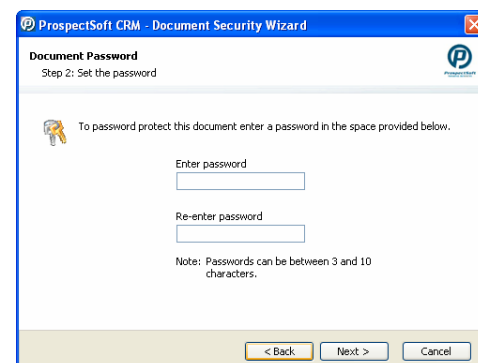 ProspectSoft CRM - Document Security Wizard
Document Password
Step 2: Set the password
ProspectSoft
To password protect this document enter a password in the space provided below.
Enter password
Re-enter password
Note: Passwords can be between 3 and 10
characters.
< Back
Next >
Cancel